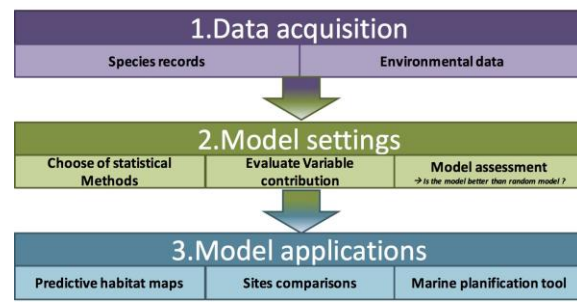 1.Data acquisition
Species records
Environmental data
2.Model settings
Choose of statistical
Methods
Evaluate Variable
contribution
Model assessment
→ Is the model better than random model ?
3.Model applications
Predictive habitat maps
Sites comparisons
Marine planification tool